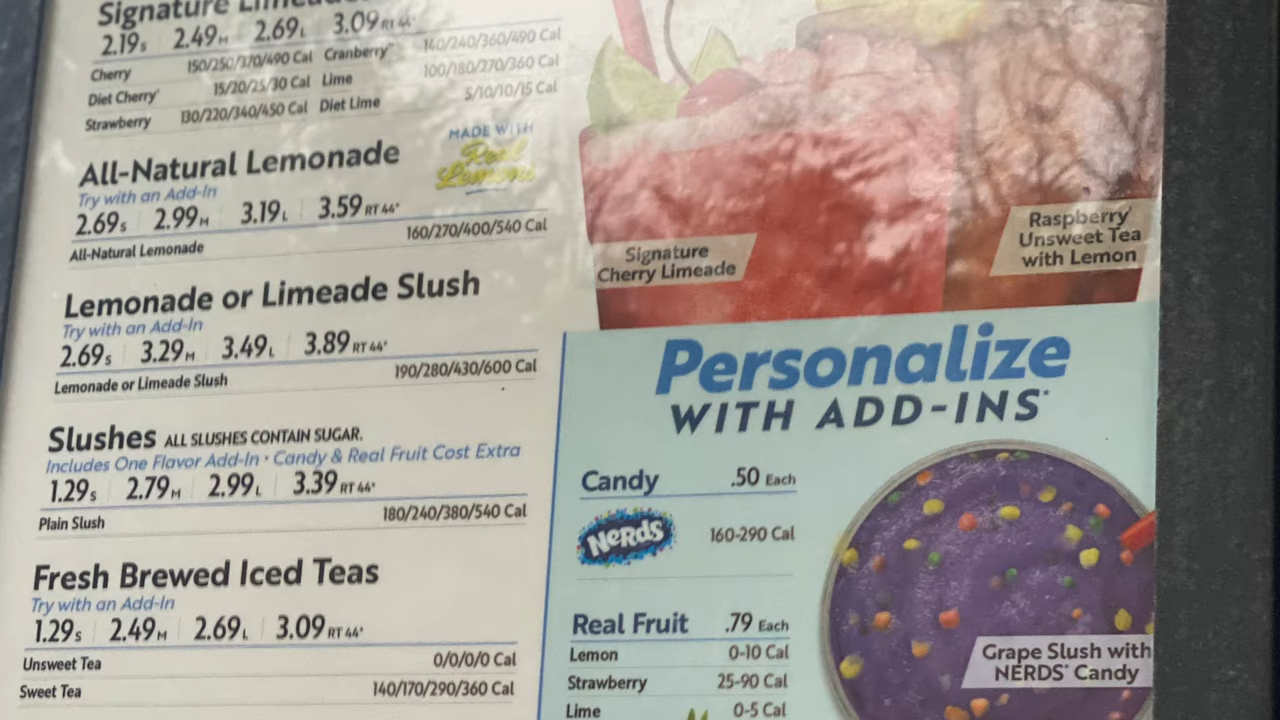 Signature Limeades
2.19 S 2.49 M 2.69 L 3.09 RT 44
Cherry 150/250/370/490 Cal Cranberry 140/240/360/490 Cal
Diet Cherry 15/20/25/30 Cal Lime 100/180/270/360 Cal
Strawberry 130/220/340/450 Cal Diet Lime 5/10/10/15 Cal
All-Natural Lemonade
MADE WITH
Real
Lemons
Try with an Add-In
2.69 S 2.99 M 3.19 L 3.59 RT 44°
All-Natural Lemonade 160/270/400/540 Cal
Lemonade or Limeade Slush
Try with an Add-In
2.69 S 3.29 M 3.49 L 3.89 RT 44°
Lemonade or Limeade Slush 190/280/430/600 Cal
Slushes ALL SLUSHES CONTAIN SUGAR.
Includes One Flavor Add-In • Candy & Real Fruit Cost Extra
1.29 S 2.79 M 2.99 L 3.39 RT 44°
Plain Slush 180/240/380/540 Cal
Fresh Brewed Iced Teas
Try with an Add-In
1.29 S 2.49 M 2.69 L 3.09 RT 44°
Unsweet Tea 0/0/0/0 Cal
Sweet Tea 140/170/290/360 Cal
Signature
Cherry Limeade
Raspberry
Unsweet Tea
with Lemon
Personalize
WITH ADD-INS
Candy .50 Each
NeRDS 160-290 Cal
Real Fruit .79 Each
Lemon 0-10 Cal
Strawberry 25-90 Cal
Lime 0-5 Cal
Grape Slush with
NERDS® Candy